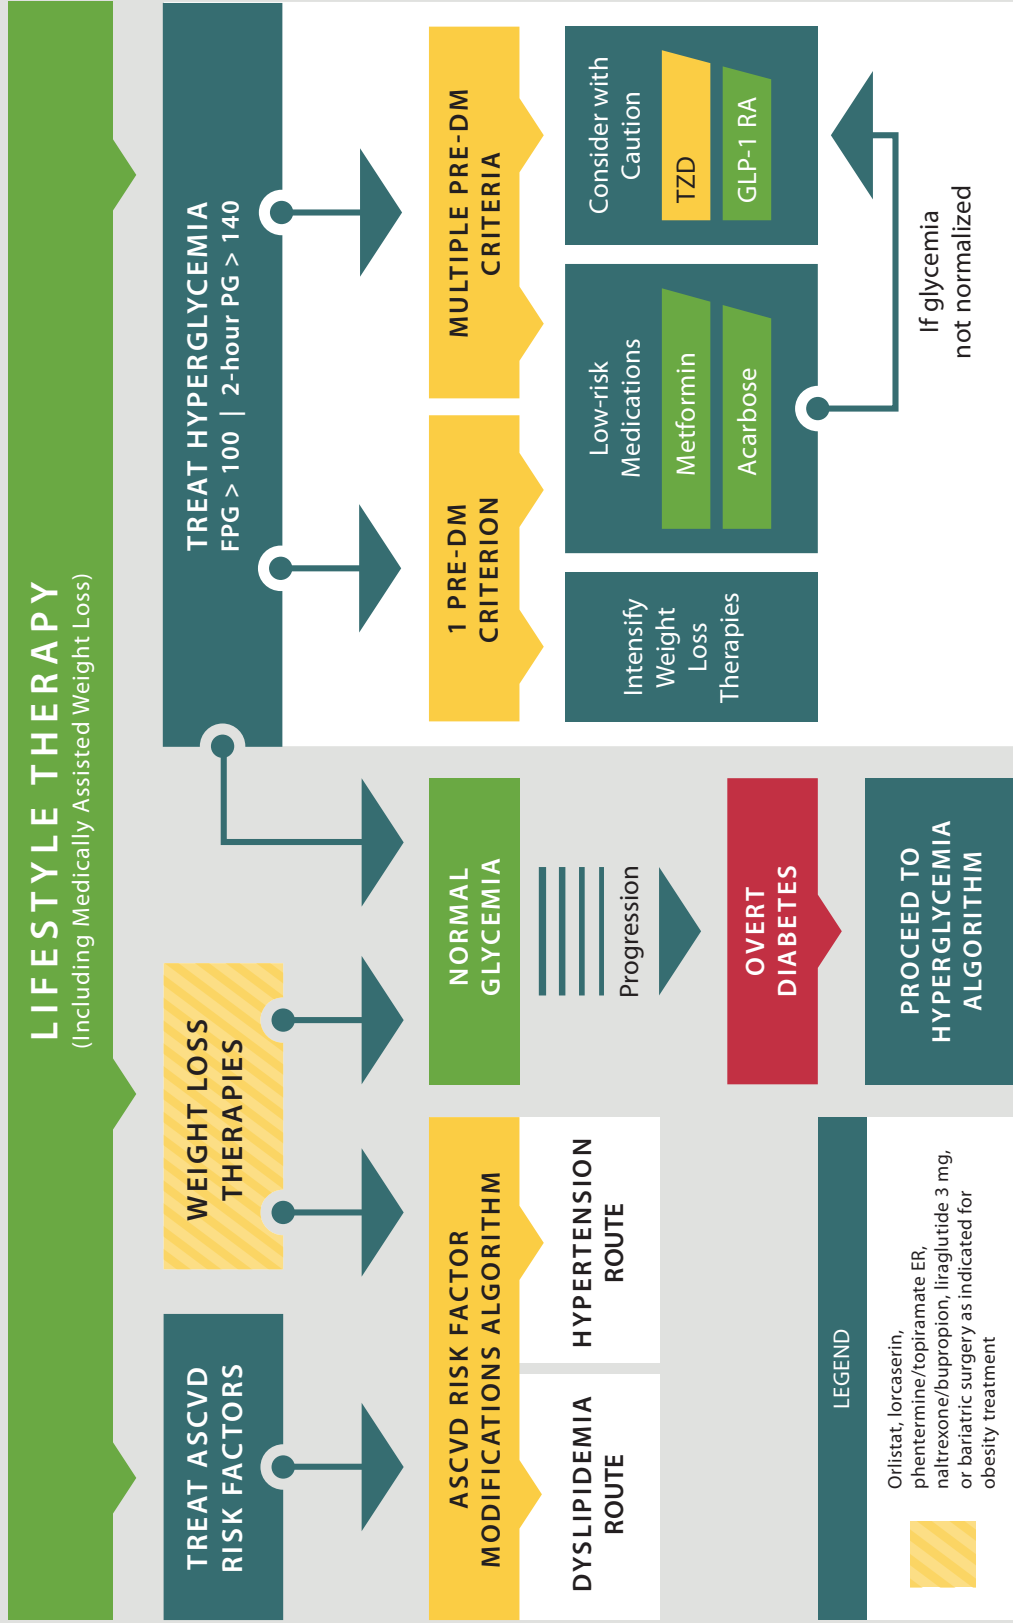 LIFESTYLE THERAPY
(Including Medically Assisted Weight Loss)
TREAT ASCVD
RISK FACTORS
WEIGHT LOSS
THERAPIES
TREAT HYPERGLYCEMIA
FPG > 100 | 2-hour PG > 140
ASCVD RISK FACTOR
MODIFICATIONS ALGORITHM
DYSLIPIDEMIA
ROUTE
HYPERTENSION
ROUTE
NORMAL
GLYCEMIA
Progression
OVERT
DIABETES
PROCEED TO
HYPERGLYCEMIA
ALGORITHM
1 PRE-DM
CRITERION
MULTIPLE PRE-DM
CRITERIA
Intensify
Weight
Loss
Therapies
Low-risk
Medications
Metformin
Acarbose
Consider with
Caution
TZD
GLP-1 RA
If glycemia
not normalized
LEGEND
Orlistat, lorcaserin,
phentermine/topiramate ER,
naltrexone/bupropion, liraglutide 3 mg,
or bariatric surgery as indicated for
obesity treatment